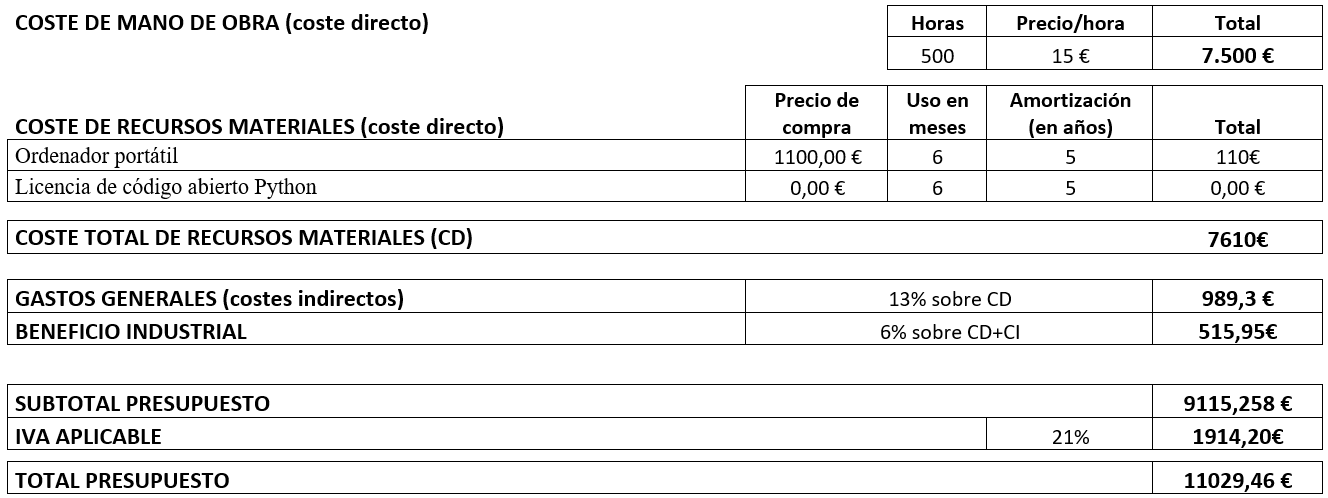 COSTE DE MANO DE OBRA (coste directo) Horas Precio/hora Total
500 15 € 7.500 €
Precio de Uso en Amortización
COSTE DE RECURSOS MATERIALES (coste directo) compra meses (en años) Total
Ordenador portátil 1100,00 € 6 5 110€
Licencia de código abierto Python 0,00 € 6 5 0,00 €
COSTE TOTAL DE RECURSOS MATERIALES (CD) 7610€
GASTOS GENERALES (costes indirectos) 13% sobre CD 989,3 €
BENEFICIO INDUSTRIAL 6% sobre CD+CI 515,95€
SUBTOTAL PRESUPUESTO 9115,258 €
IVA APLICABLE 21% 1914,20€
TOTAL PRESUPUESTO 11029,46 €